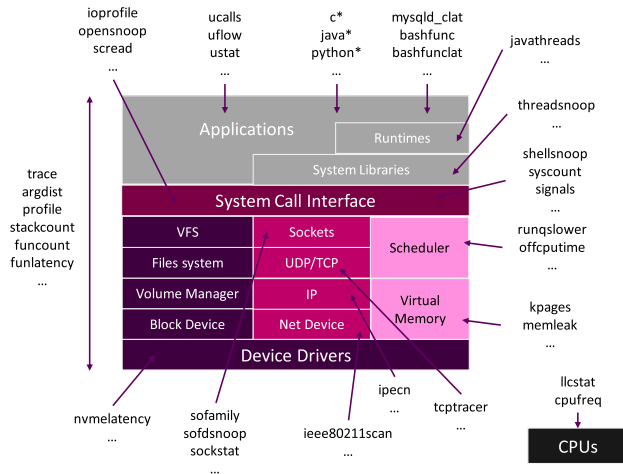 ioprofile
opensnoop
scread
...
ucalls
uflow
ustat
...
c*
java*
python*
...
mysqld_clat
bashfunc
bashfunclat
...
javathreads
...
threadsnoop
...
shellsnoop
syscount
signals
...
runqslower
offcputime
...
kpages
memleak
...
trace
argdist
profile
stackcount
funcount
funlatency
...
Applications
Runtimes
System Libraries
System Call Interface
VFS
Sockets
Scheduler
Files system
UDP/TCP
Volume Manager
IP
Virtual
Memory
Block Device
Net Device
Device Drivers
nvmelatency
...
sofamily
sofdsnoop
sockstat
...
ieee80211scan
...
ipecn
...
tcptracer
...
llcstat
cpufreq
CPUs